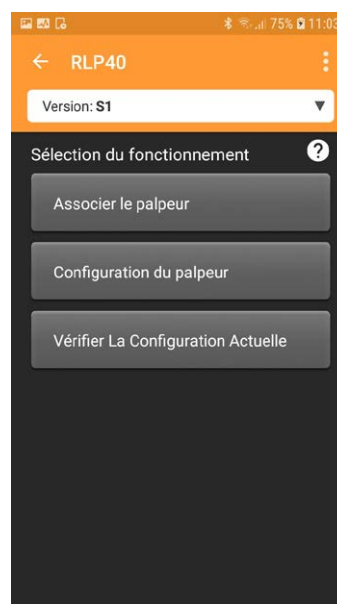 75% 11:03
RLP40
Version: S1
Sélection du fonctionnement ?
Associer le palpeur
Configuration du palpeur
Vérifier La Configuration Actuelle